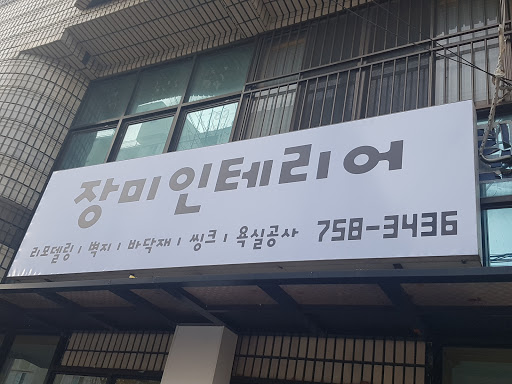 장미인테리어
리모델링 | 벽지 | 바닥재 | 씽크 | 욕실공사 758-3436